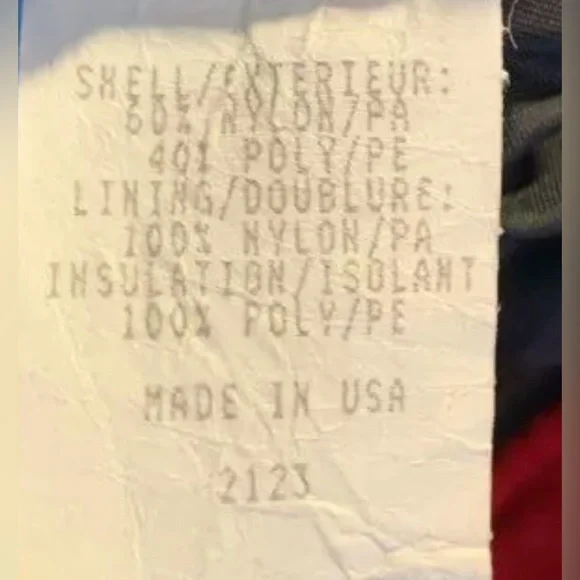 SHELL/EXTERIEUR:
60% NYLON/PA
40% POLY/PE
LINING/DOUBLURE:
100% NYLON/PA
INSULATION/ISOLANT
100% POLY/PE
MADE IN USA
2123